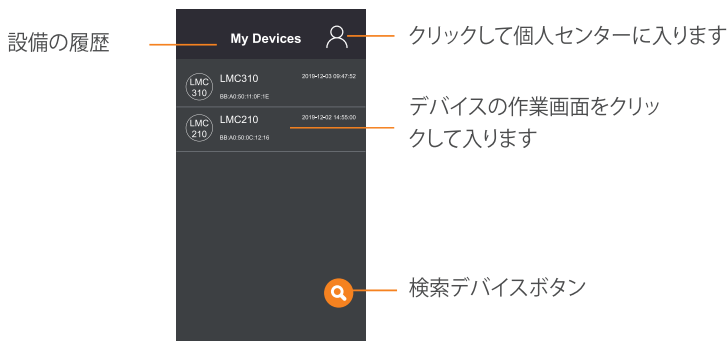 設備の履歴
My Devices
クリックして個人センターに入ります
LMC
310
LMC310
2019-12-03 09:47:52
BB:A0:50:11:0F:1E
デバイスの作業画面をクリッ
クして入ります
LMC
210
LMC210
2019-12-02 14:55:00
BB:A0:50:0C:12:16
検索デバイスボタン